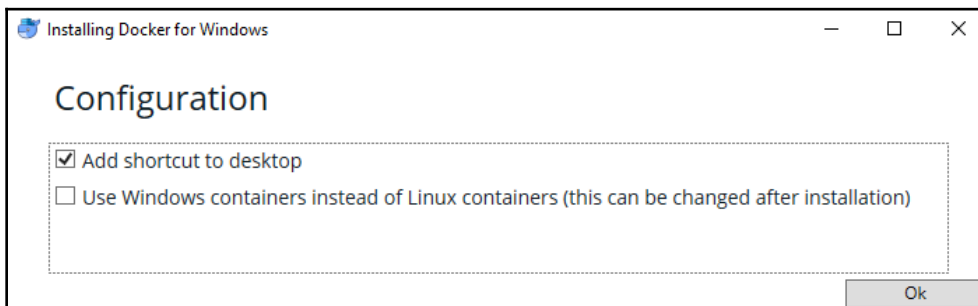 Installing Docker for Windows
Configuration
Add shortcut to desktop
Use Windows containers instead of Linux containers (this can be changed after installation)
Ok